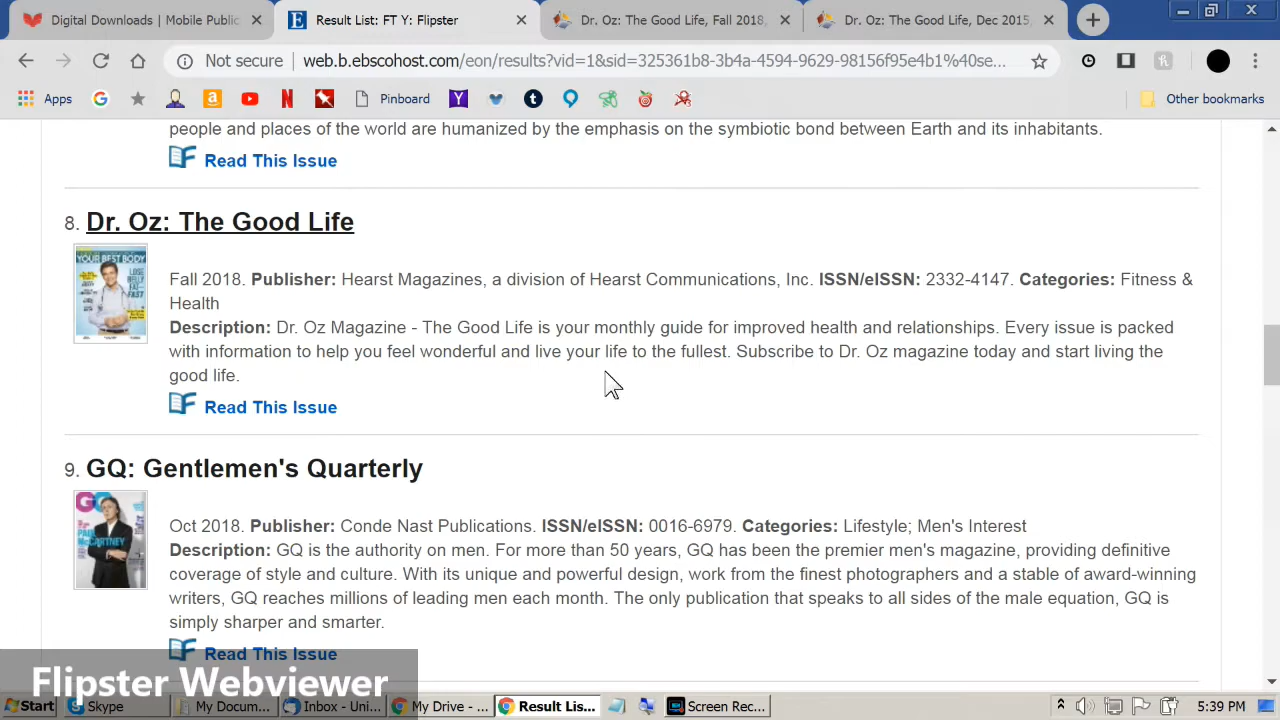 Digital Downloads | Mobile Public
Result List: FT Y: Flipster
Dr. Oz: The Good Life, Fall 2018,
Dr. Oz: The Good Life, Dec 2015,
Not secure
web.b.ebscohost.com/eon/results?vid=1&sid=325361b8-3b4a-4594-9629-98156f95e4b1%40se...
Apps
Pinboard
Other bookmarks
people and places of the world are humanized by the emphasis on the symbiotic bond between Earth and its inhabitants.
Read This Issue
8. Dr. Oz: The Good Life
YOUR BEST BODY
Fall 2018. Publisher: Hearst Magazines, a division of Hearst Communications, Inc. ISSN/eISSN: 2332-4147. Categories: Fitness &
Health
Description: Dr. Oz Magazine - The Good Life is your monthly guide for improved health and relationships. Every issue is packed
with information to help you feel wonderful and live your life to the fullest. Subscribe to Dr. Oz magazine today and start living the
good life.
Read This Issue
9. GQ: Gentlemen's Quarterly
GQ
Oct 2018. Publisher: Conde Nast Publications. ISSN/eISSN: 0016-6979. Categories: Lifestyle; Men's Interest
Description: GQ is the authority on men. For more than 50 years, GQ has been the premier men's magazine, providing definitive
coverage of style and culture. With its unique and powerful design, work from the finest photographers and a stable of award-winning
writers, GQ reaches millions of leading men each month. The only publication that speaks to all sides of the male equation, GQ is
simply sharper and smarter.
Read This Issue
Flipster Webviewer
Start
Skype
My Docum...
Inbox - Uni...
My Drive - ...
Result Lis...
Screen Rec...
5:39 PM